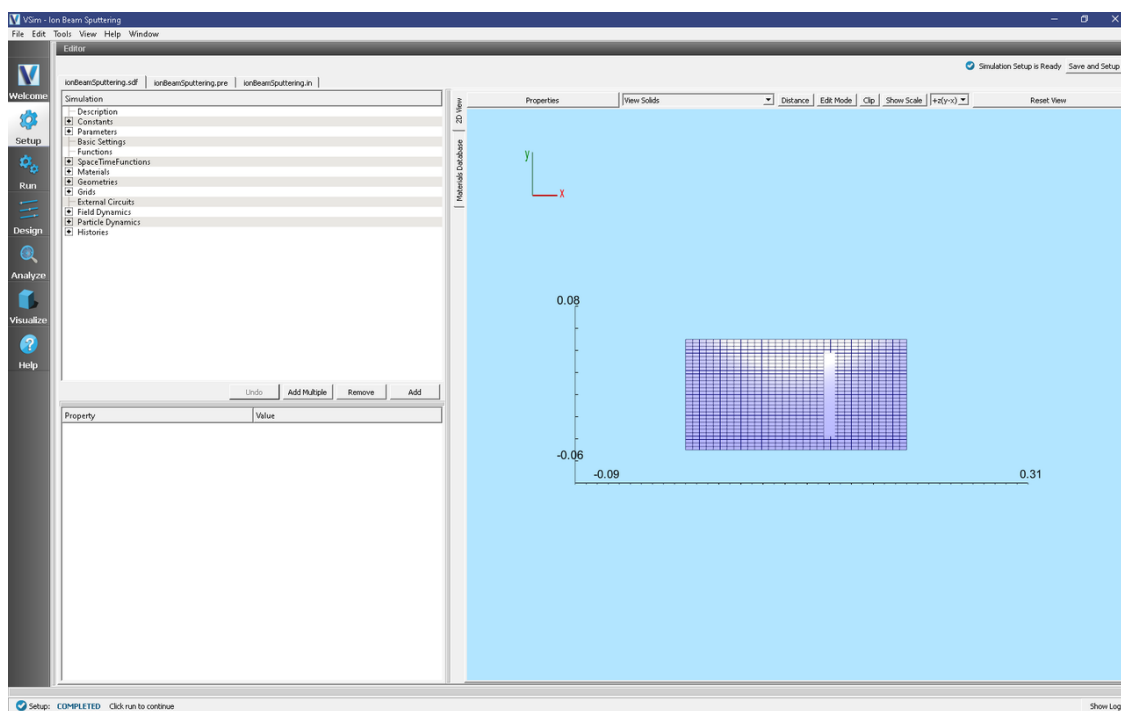 VSim - Ion Beam Sputtering
File Edit Tools View Help Window
Editor
Simulation Setup is Ready Save and Setup
ionBeamSputtering.sdf ionBeamSputtering.pre ionBeamSputtering.in
Welcome
Setup
Run
Design
Analyze
Visualize
Help
Simulation
Description
Constants
Parameters
Basic Settings
Functions
SpaceTimeFunctions
Materials
Geometries
Grids
External Circuits
Field Dynamics
Particle Dynamics
Histories
Undo Add Multiple Remove Add
Property Value
2D View
Materials Database
Properties View Solids Distance Edit Mode Clip Show Scale +z(y-x) Reset View
y
x
0.08
-0.06
-0.09 0.31
Setup: COMPLETED Click run to continue Show Log